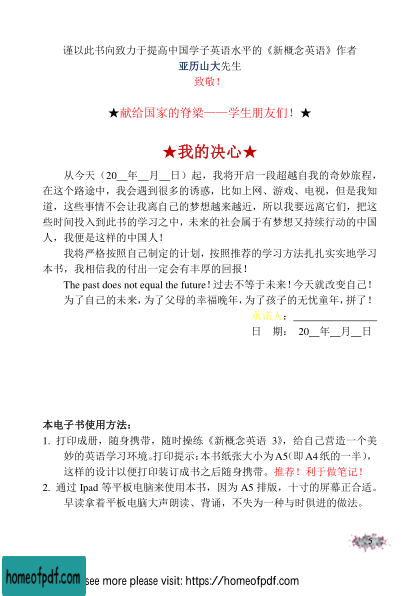 谨以此书向致力于提高中国学子英语水平的《新概念英语》作者
亚历山大先生
致敬！
★献给国家的脊梁——学生朋友们！★
★我的决心★
从今天（20__年__月__日）起，我将开启一段超越自我的奇妙旅程，
在这个路途中，我会遇到很多的诱惑，比如上网、游戏、电视，但是我知
道，这些事情不会让我离自己的梦想越来越近，所以我要远离它们，把这
些时间投入到此书的学习之中，未来的社会属于有梦想又持续行动的中国
人，我便是这样的中国人！
我将严格按照自己制定的计划，按照推荐的学习方法扎扎实实地学习
本书，我相信我的付出一定会有丰厚的回报！
The past does not equal the future！过去不等于未来！今天就改变自己！
为了自己的未来，为了父母的幸福晚年，为了孩子的无忧童年，拼了！
承诺人：________________
日 期： 20__年__月__日
本电子书使用方法：
1. 打印成册，随身携带，随时操练《新概念英语 3》，给自己营造一个美
妙的英语学习环境。打印提示：本书纸张大小为A5（即A4纸的一半），
这样的设计以便打印装订成书之后随身携带。推荐！利于做笔记！
2. 通过 Ipad 等平板电脑来使用本书，因为 A5 排版，十寸的屏幕正合适。
早读拿着平板电脑大声朗读、背诵，不失为一种与时俱进的做法。
5
homeofpdf.com
see more please visit: https://homeofpdf.com